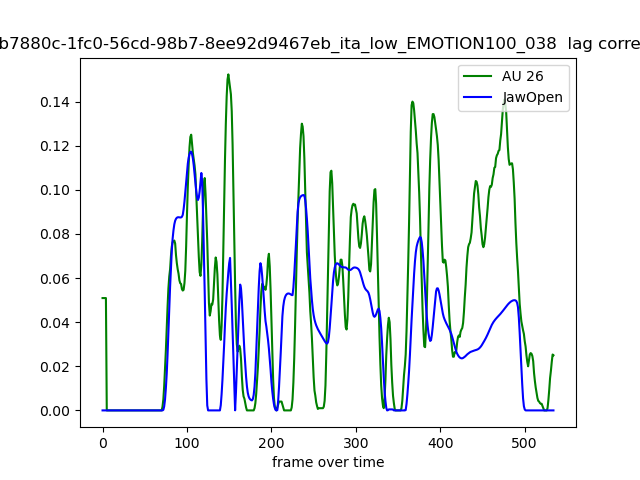 b7880c-1fc0-56cd-98b7-8ee92d9467eb_ita_low_EMOTION100_038 lag corre
AU 26
JawOpen
0.14
0.12
0.10
0.08
0.06
0.04
0.02
0.00
0 100 200 300 400 500
frame over time